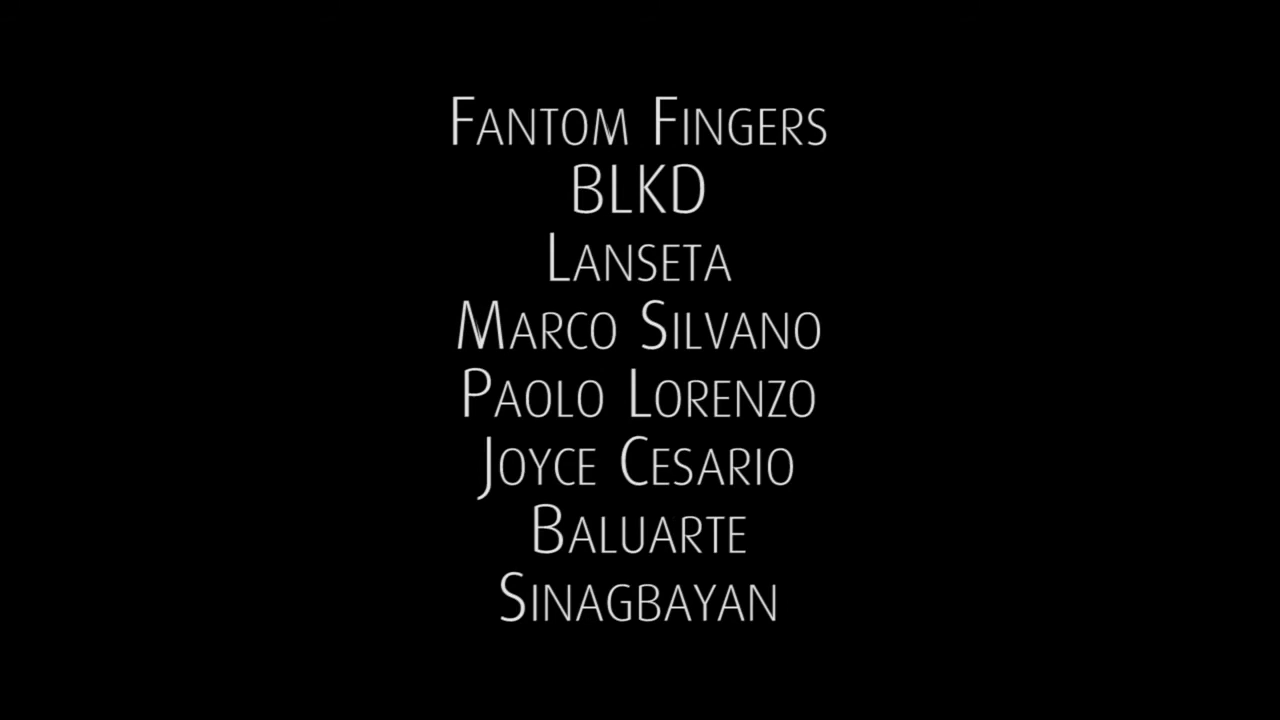 Fantom Fingers
BLKD
Lanseta
Marco Silvano
Paolo Lorenzo
Joyce Cesario
Baluarte
Sinagbayan